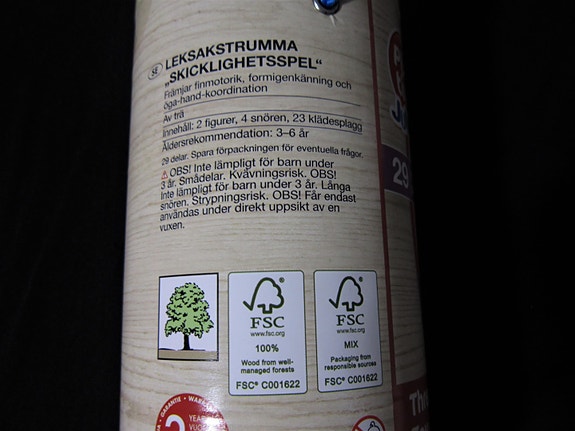 SE LEKSAKSTRUMMA
„SKICKLIGHETSSPEL“
Främjar finmotorik, formigenkänning och
öga-hand-koordination
Av trä
Innehåll: 2 figurer, 4 snören, 23 klädesplagg
Åldersrekommendation: 3–6 år
29 delar. Spara förpackningen för eventuella frågor.
⚠ OBS! Inte lämpligt för barn under
3 år. Smådelar. Kvävningsrisk. OBS!
Inte lämpligt för barn under 3 år. Långa
snören. Strypningsrisk. OBS! Får endast
användas under direkt uppsikt av en
vuxen.
29
FSC
www.fsc.org
100%
Wood from well-
managed forests
FSC® C001622
FSC
www.fsc.org
MIX
Packaging from
responsible sources
FSC® C001622
GARANTIE
3
YEAR